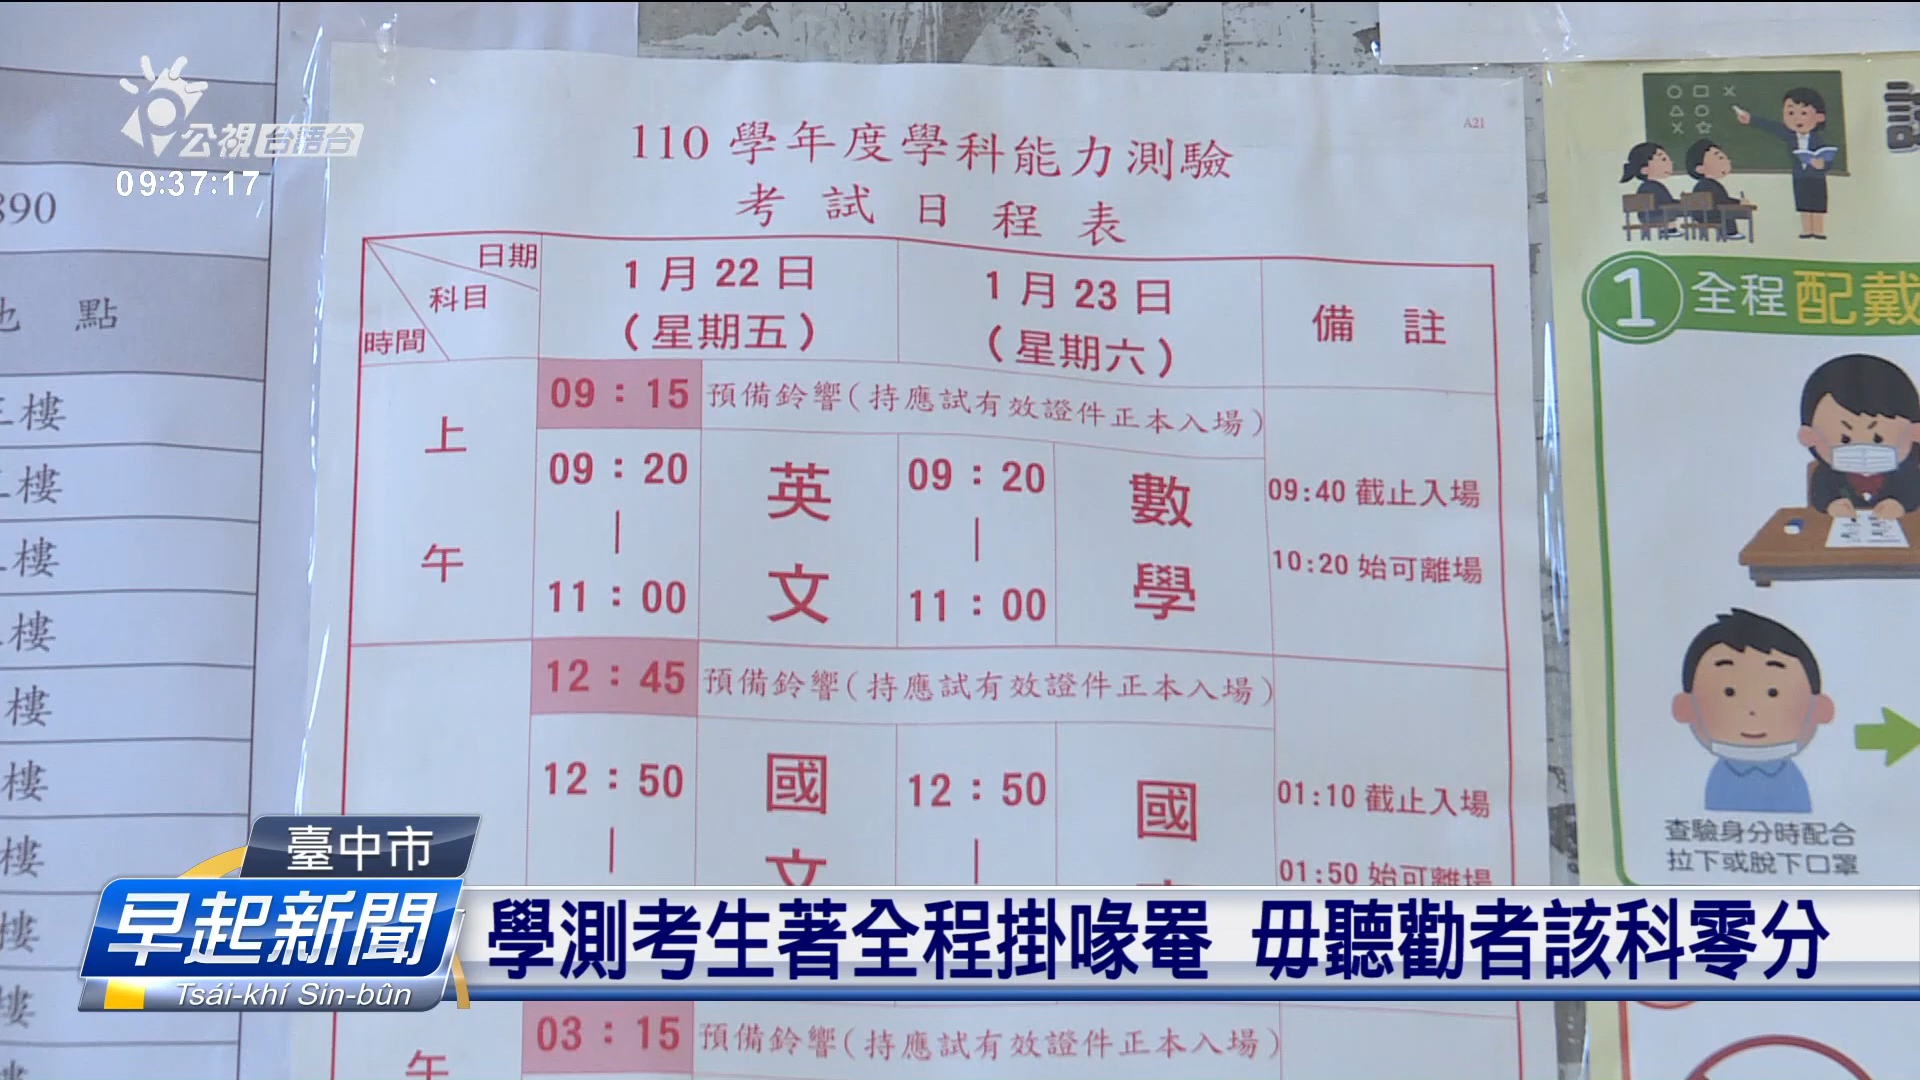 公視台語台
09:37:17
890
地 點
樓
樓
樓
樓
樓
樓
樓
樓
樓
110 學年度學科能力測驗
考試日程表
A21
日期
科目
時間
1月22日
(星期五)
1月23日
(星期六)
備 註
上午
09:15 預備鈴響(持應試有效證件正本入場)
09:20
|
11:00
英文
09:20
|
11:00
數學
09:40 截止入場
10:20 始可離場
12:45 預備鈴響(持應試有效證件正本入場)
12:50
|
國文
12:50
|
國
01:10 截止入場
01:50 始可離場
03:15 預備鈴響(持應試有效證件正本入場)
午
1 全程配戴
查驗身分時配合
拉下或脫下口罩
臺中市
早起新聞
Tsái-khí Sin-bûn
學測考生著全程掛喙罨 毋聽勸者該科零分